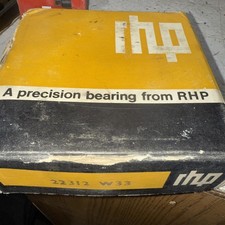 rhp
A precision bearing from RHP
22312 W33
rhp